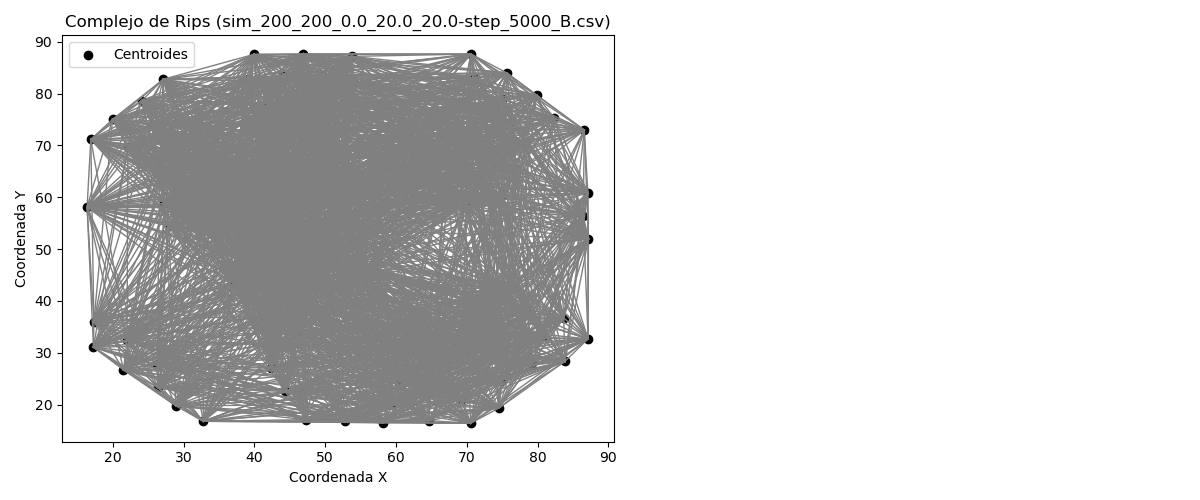 Complejo de Rips (sim_200_200_0.0_20.0_20.0-step_5000_B.csv)
Centroides
Coordenada Y
90
80
70
60
50
40
30
20
20 30 40 50 60 70 80 90
Coordenada X